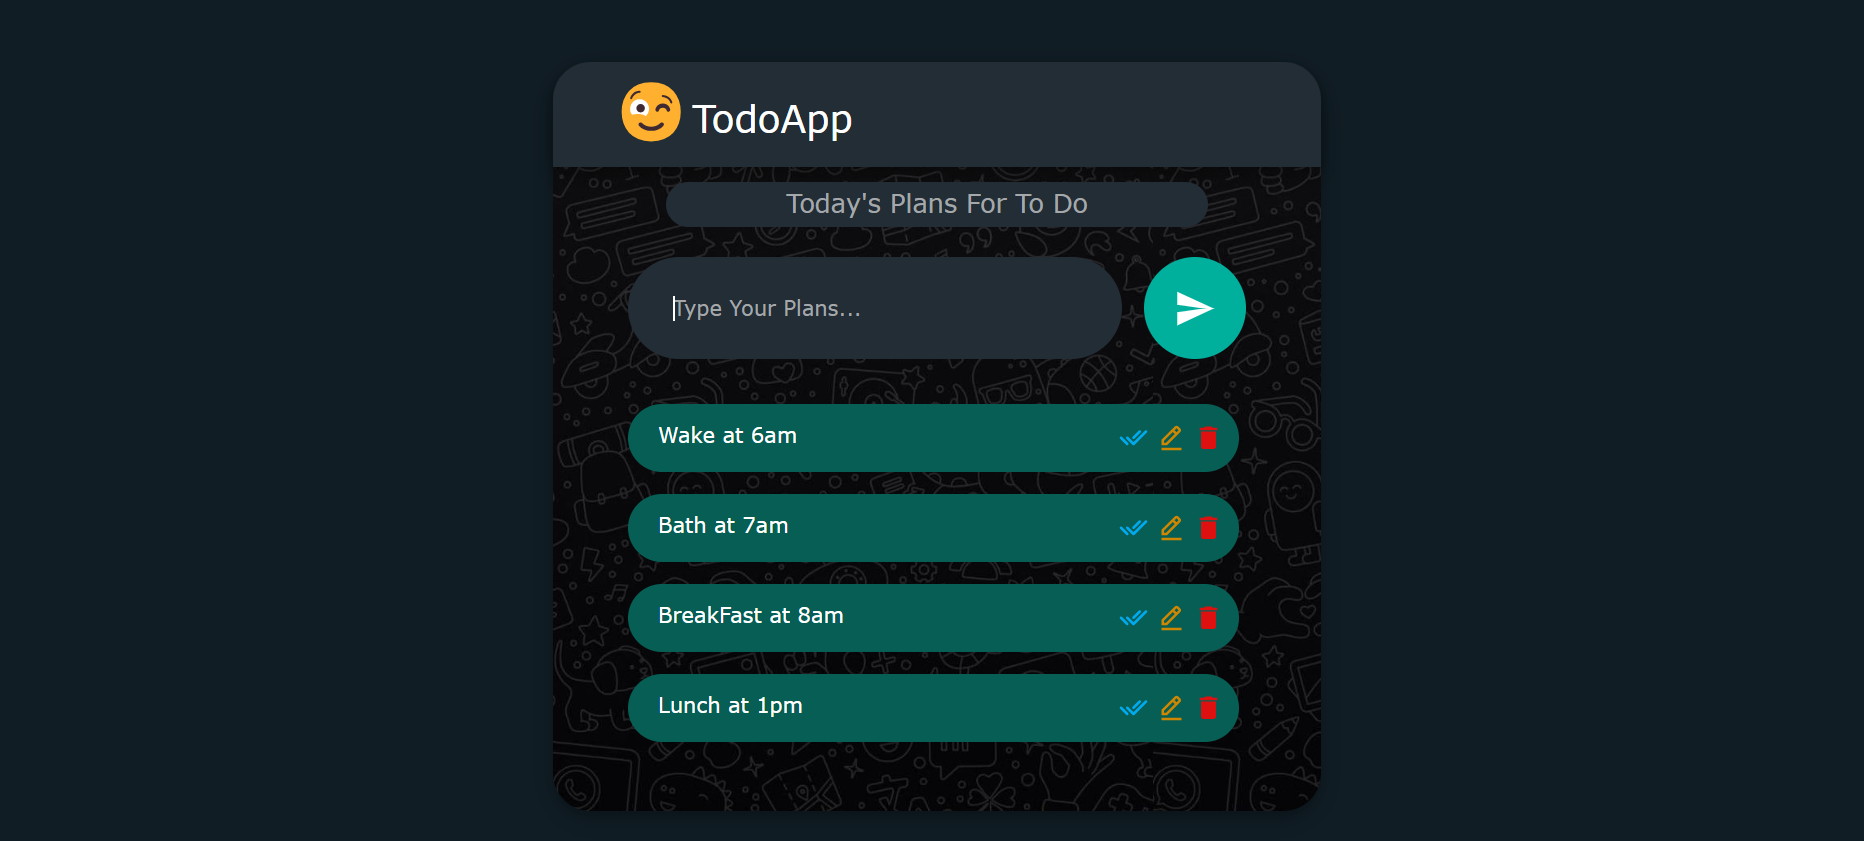 TodoApp
Today's Plans For To Do
Type Your Plans...
Wake at 6am
Bath at 7am
BreakFast at 8am
Lunch at 1pm